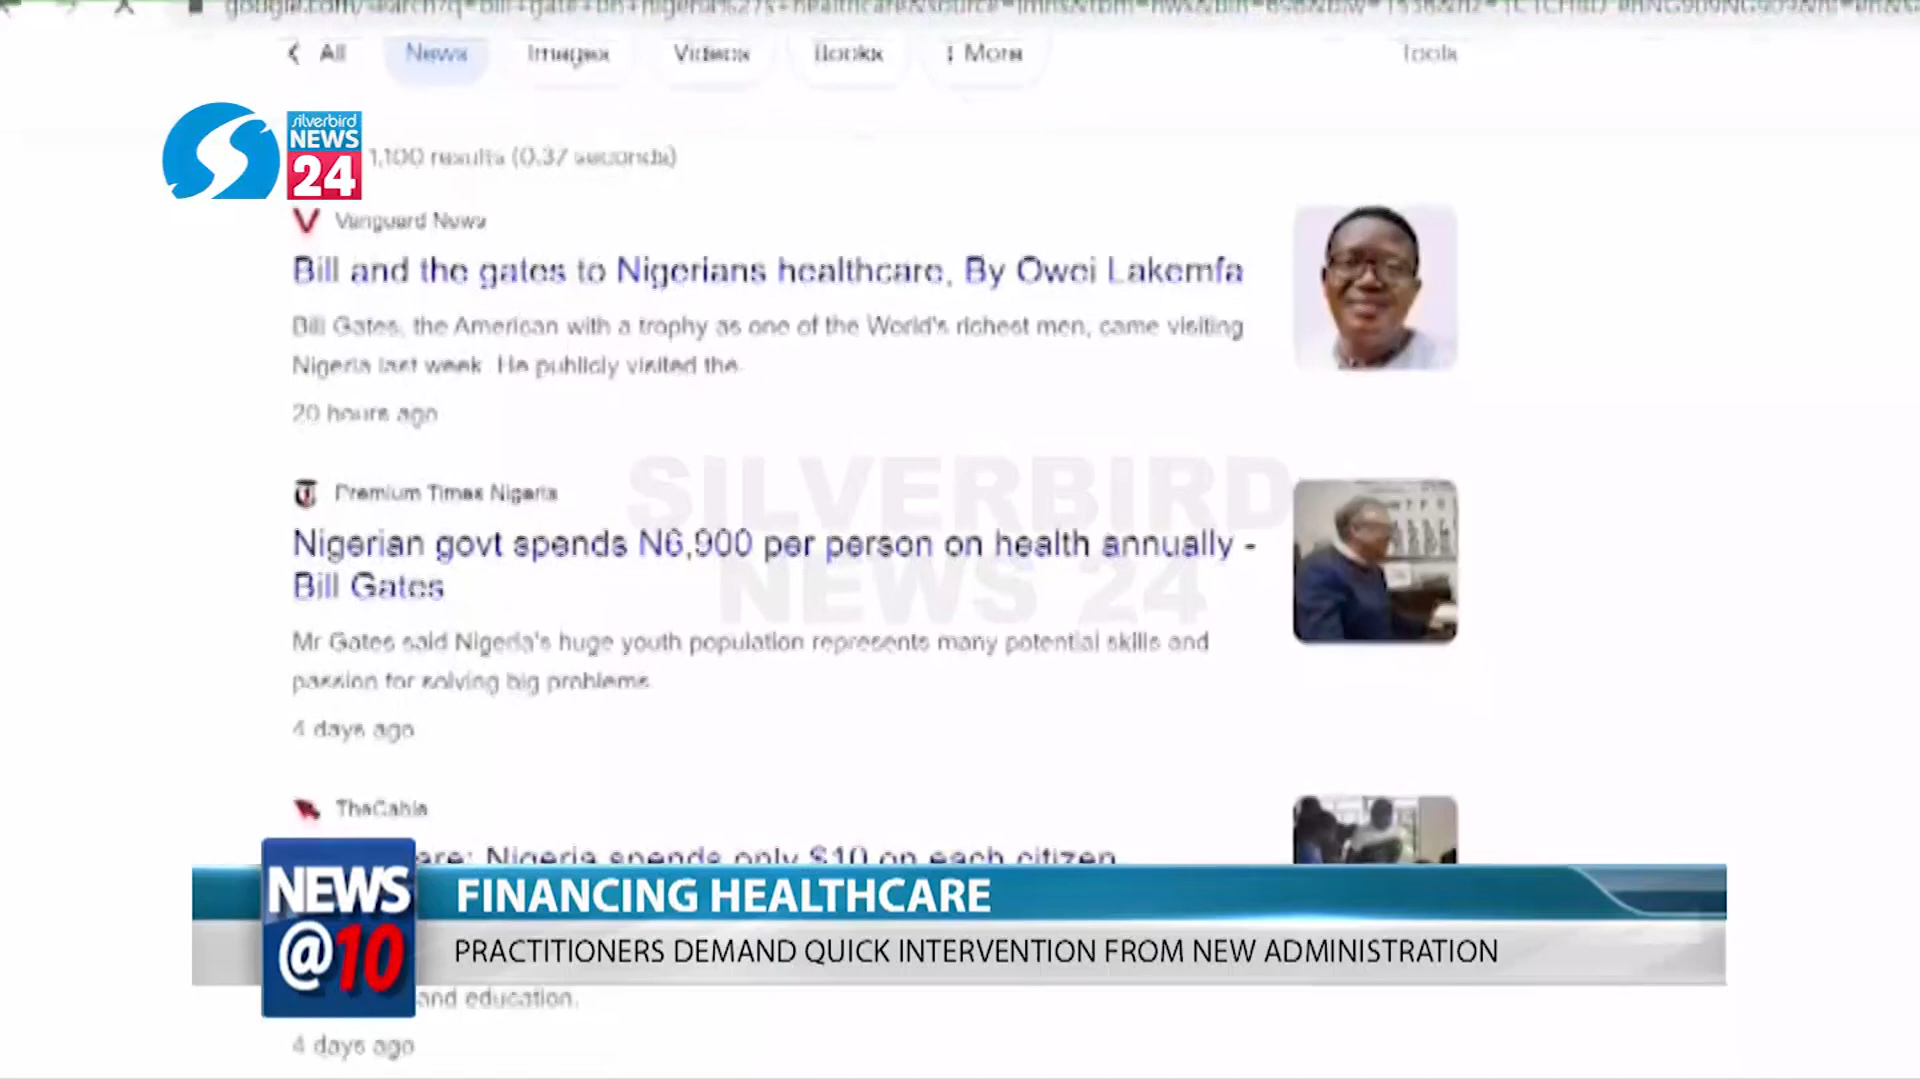 All News Images Videos Books More Tools
silverbird
NEWS
24
1,100 results (0.37 seconds)
Vanguard News
Bill and the gates to Nigerians healthcare, By Owei Lakemfa
Bill Gates, the American with a trophy as one of the World's richest men, came visiting
Nigeria last week. He publicly visited the
20 hours ago
Premium Times Nigeria
Nigerian govt spends N6,900 per person on health annually -
Bill Gates
SILVERBIRD
NEWS 24
Mr Gates said Nigeria's huge youth population represents many potential skills and
passion for solving big problems
4 days ago
TheCable
are: Nigeria spends only $10 on each citizen
NEWS
@10
FINANCING HEALTHCARE
PRACTITIONERS DEMAND QUICK INTERVENTION FROM NEW ADMINISTRATION
and education.
4 days ago